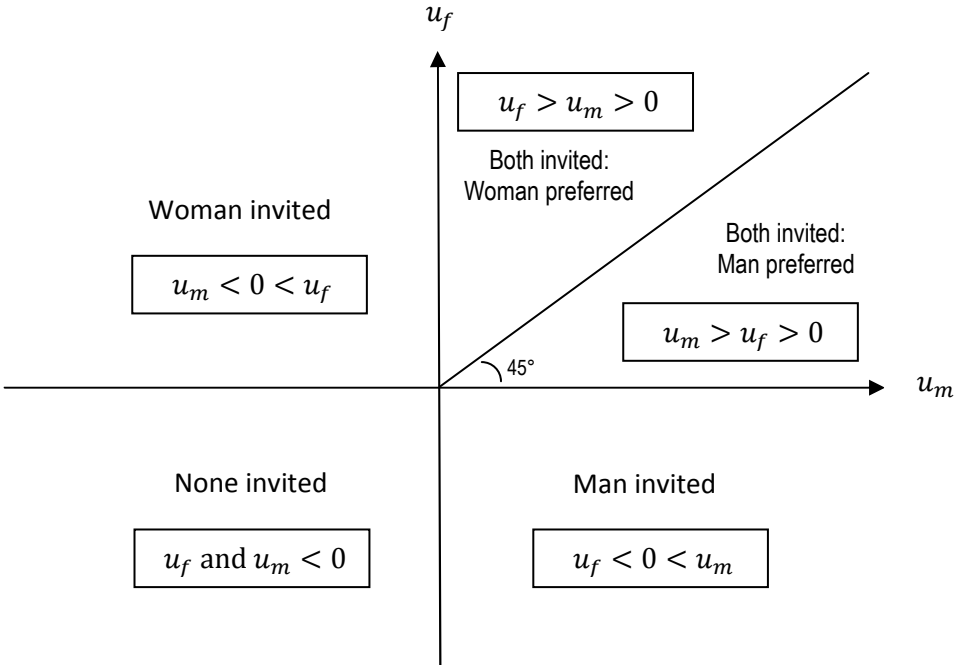 u_f
u_f > u_m > 0
Both invited:
Woman preferred
Woman invited
u_m < 0 < u_f
Both invited:
Man preferred
u_m > u_f > 0
45°
u_m
None invited
Man invited
u_f and u_m < 0
u_f < 0 < u_m